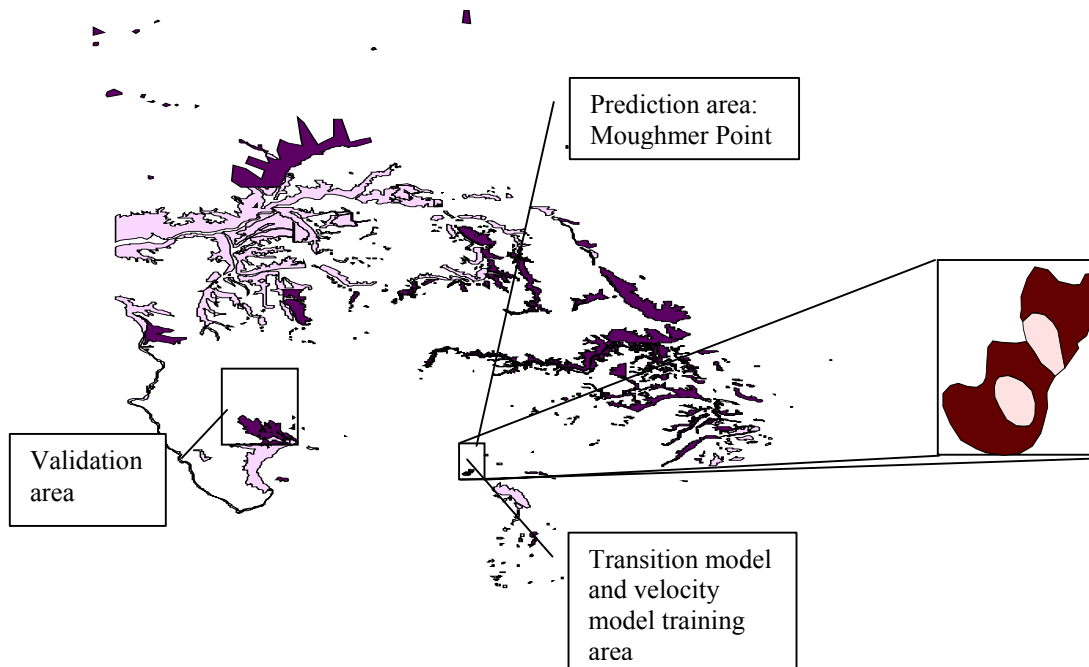 Prediction area:
Moughmer Point
Validation
area
Transition model
and velocity
model training
area